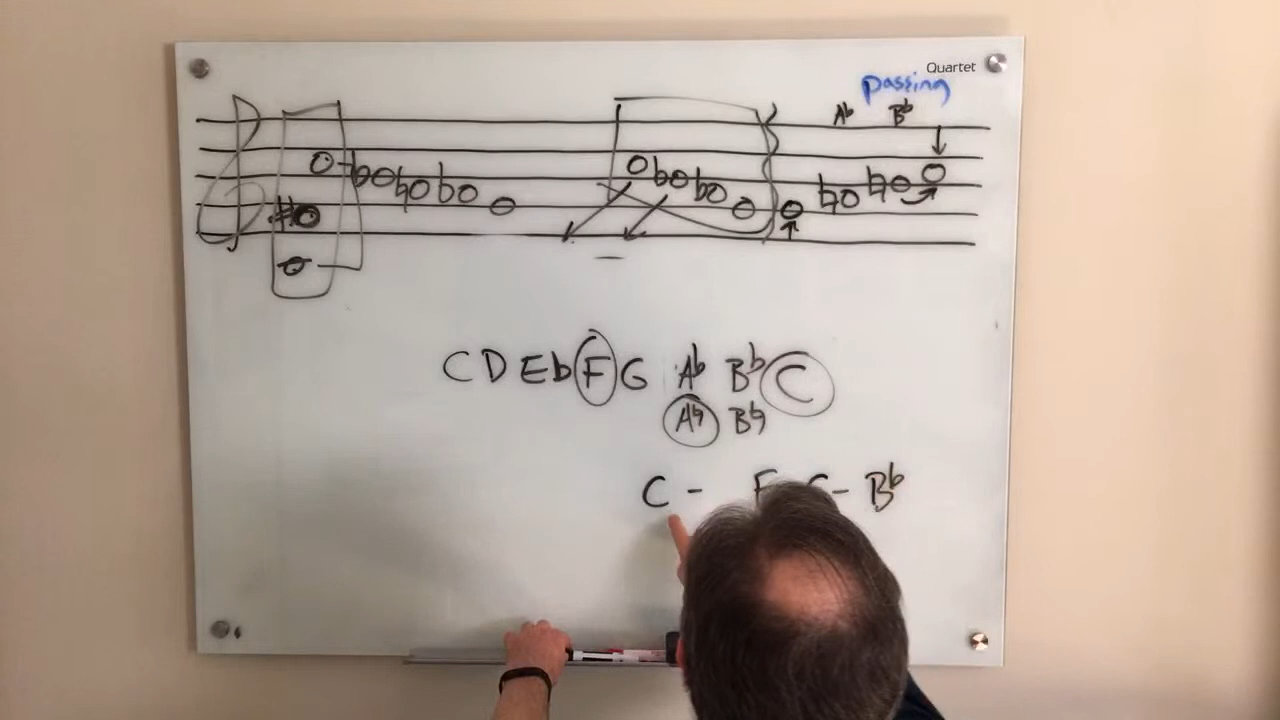 Quartet
passing
Ab Bb
C D Eb F G Ab Bb C
A♮ B♮
C - F - Bb